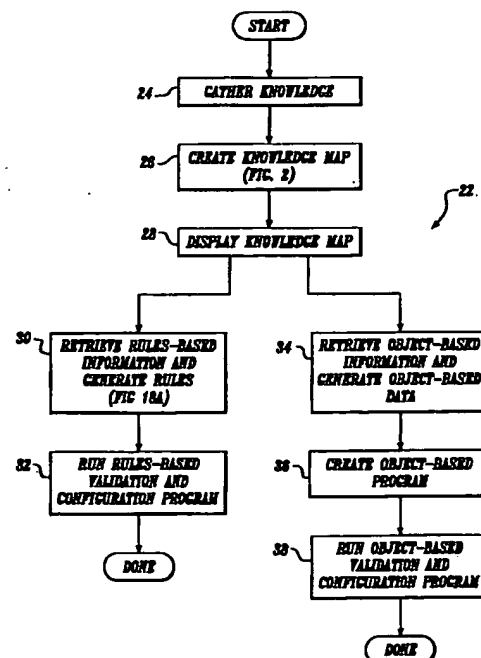 START
24
GATHER KNOWLEDGE
26
CREATE KNOWLEDGE MAP
(FIG. 2)
22
28
DISPLAY KNOWLEDGE MAP
30
RETRIEVE RULES-BASED
INFORMATION AND
GENERATE RULES
(FIG 18A)
34
RETRIEVE OBJECT-BASED
INFORMATION AND
GENERATE OBJECT-BASED
DATA
32
RUN RULES-BASED
VALIDATION AND
CONFIGURATION PROGRAM
36
CREATE OBJECT-BASED
PROGRAM
DONE
38
RUN OBJECT-BASED
VALIDATION AND
CONFIGURATION PROGRAM
DONE